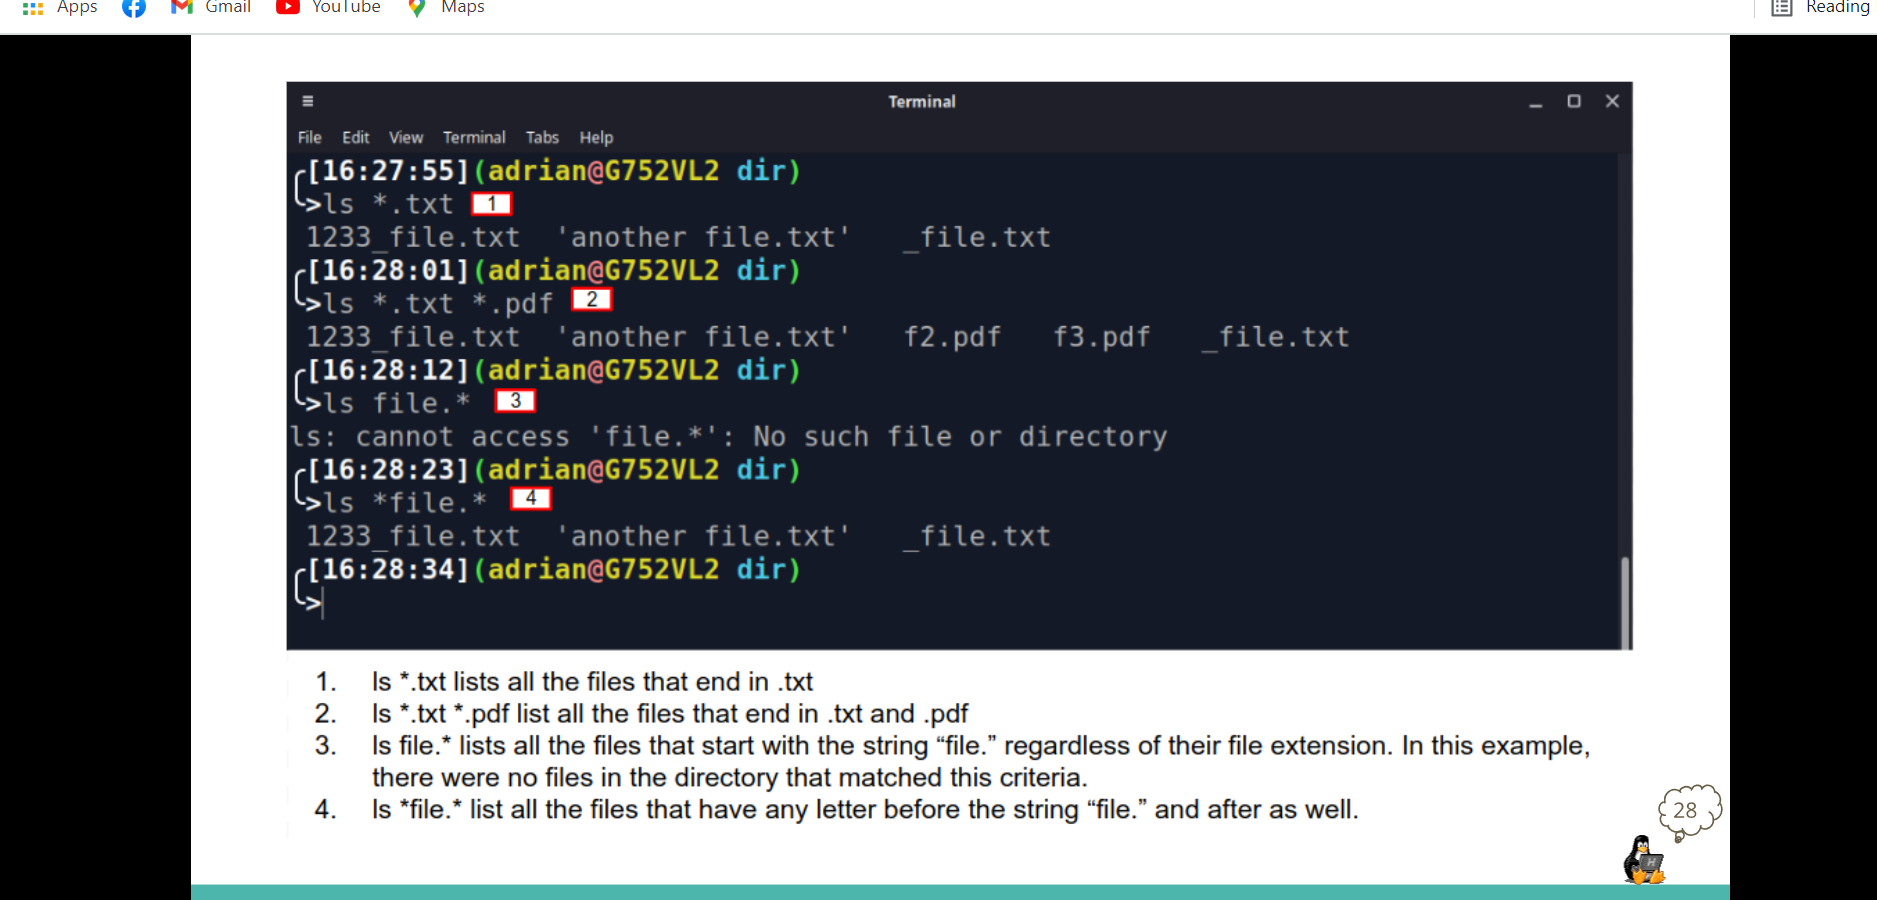 Apps Gmail YouTube Maps Reading
Terminal
File Edit View Terminal Tabs Help
[16:27:55](adrian@G752VL2 dir)
>ls *.txt 1
1233_file.txt 'another file.txt' _file.txt
[16:28:01](adrian@G752VL2 dir)
>ls *.txt *.pdf 2
1233_file.txt 'another file.txt' f2.pdf f3.pdf _file.txt
[16:28:12](adrian@G752VL2 dir)
>ls file.* 3
ls: cannot access 'file.*': No such file or directory
[16:28:23](adrian@G752VL2 dir)
>ls *file.* 4
1233_file.txt 'another file.txt' _file.txt
[16:28:34](adrian@G752VL2 dir)
>
1. ls *.txt lists all the files that end in .txt
2. ls *.txt *.pdf list all the files that end in .txt and .pdf
3. ls file.* lists all the files that start with the string “file.” regardless of their file extension. In this example,
there were no files in the directory that matched this criteria.
4. ls *file.* list all the files that have any letter before the string “file.” and after as well.
28
H